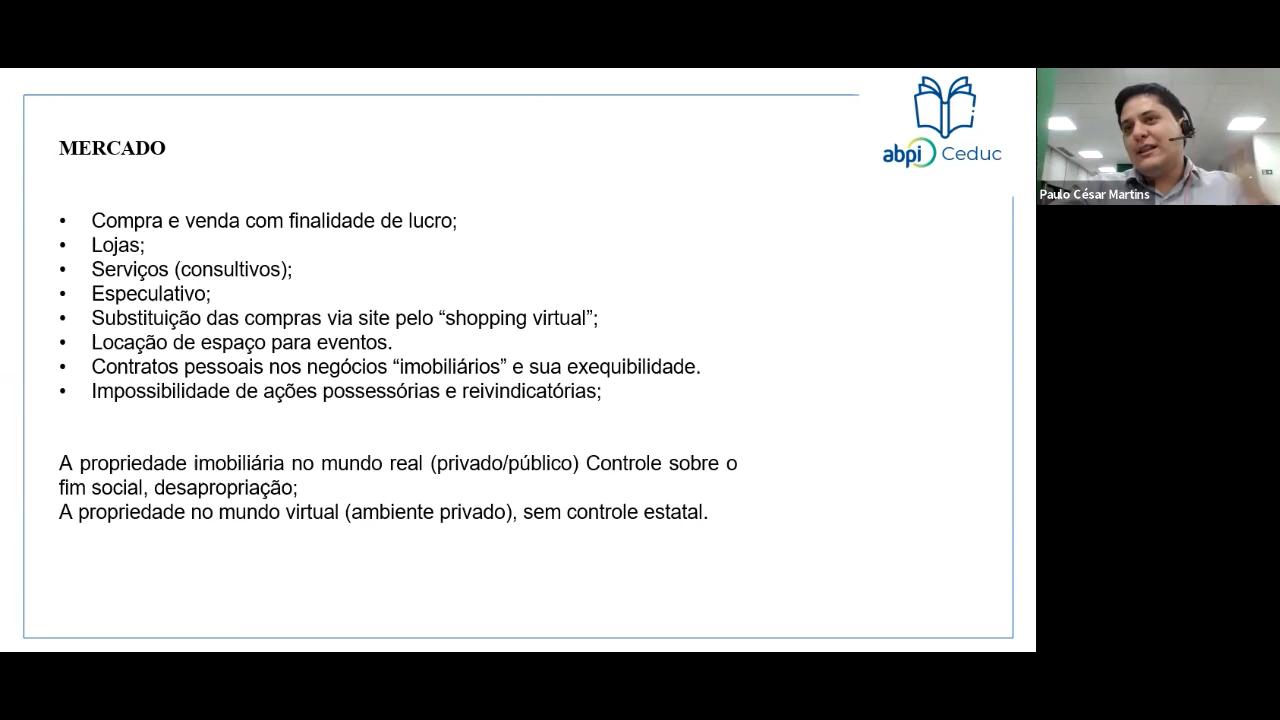 MERCADO
• Compra e venda com finalidade de lucro;
• Lojas;
• Serviços (consultivos);
• Especulativo;
• Substituição das compras via site pelo “shopping virtual”;
• Locação de espaço para eventos.
• Contratos pessoais nos negócios “imobiliários” e sua exequibilidade.
• Impossibilidade de ações possessórias e reivindicatórias;
A propriedade imobiliária no mundo real (privado/público) Controle sobre o
fim social, desapropriação;
A propriedade no mundo virtual (ambiente privado), sem controle estatal.
abpi Ceduc
Paulo César Martins